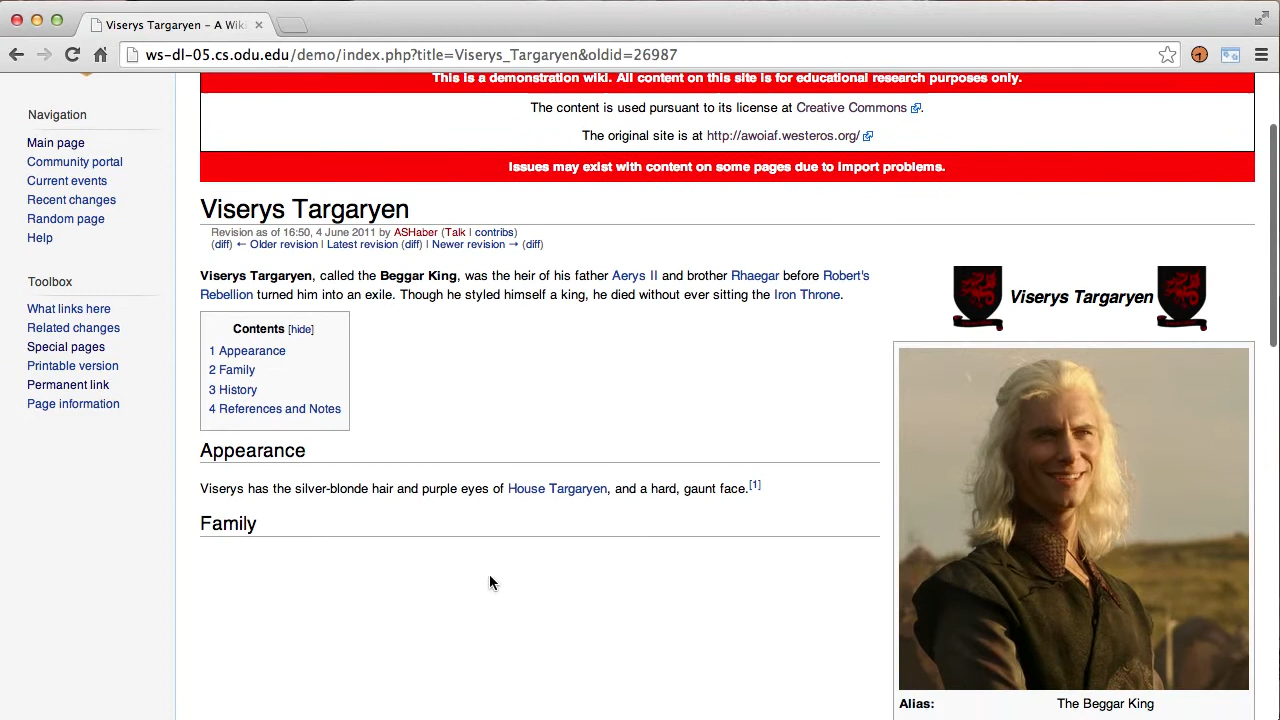 Viserys Targaryen – A Wik
ws-dl-05.cs.odu.edu/demo/index.php?title=Viserys_Targaryen&oldid=26987
This is a demonstration wiki. All content on this site is for educational research purposes only.
The content is used pursuant to its license at Creative Commons.
The original site is at http://awoiaf.westeros.org/
Issues may exist with content on some pages due to import problems.
Navigation
Main page
Community portal
Current events
Recent changes
Random page
Help
Toolbox
What links here
Related changes
Special pages
Printable version
Permanent link
Page information
Viserys Targaryen
Revision as of 16:50, 4 June 2011 by ASHaber (Talk | contribs)
(diff) ← Older revision | Latest revision (diff) | Newer revision → (diff)
Viserys Targaryen, called the Beggar King, was the heir of his father Aerys II and brother Rhaegar before Robert's
Rebellion turned him into an exile. Though he styled himself a king, he died without ever sitting the Iron Throne.
Contents [hide]
1 Appearance
2 Family
3 History
4 References and Notes
Appearance
Viserys has the silver-blonde hair and purple eyes of House Targaryen, and a hard, gaunt face.[1]
Family
Viserys Targaryen
Alias: The Beggar King